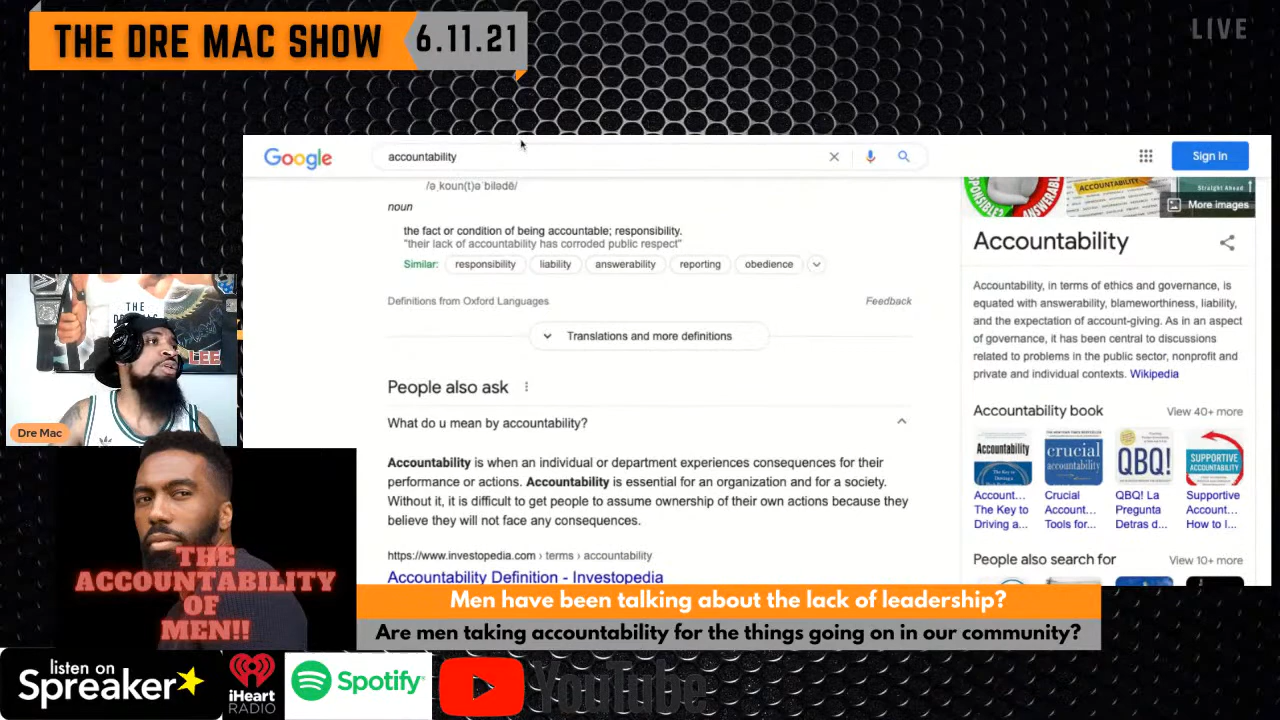 THE DRE MAC SHOW
6.11.21
LIVE
Google
accountability
Sign In
/əˌkoun(t)əˈbilədē/
noun
the fact or condition of being accountable; responsibility.
"their lack of accountability has corroded public respect"
Similar:
responsibility
liability
answerability
reporting
obedience
Definitions from Oxford Languages
Feedback
Translations and more definitions
People also ask
What do u mean by accountability?
Accountability is when an individual or department experiences consequences for their
performance or actions. Accountability is essential for an organization and for a society.
Without it, it is difficult to get people to assume ownership of their own actions because they
believe they will not face any consequences.
https://www.investopedia.com › terms › accountability
Accountability Definition - Investopedia
ACCOUNTABILITY
Straight Ahead
More images
Accountability
Accountability, in terms of ethics and governance, is
equated with answerability, blameworthiness, liability,
and the expectation of account-giving. As in an aspect
of governance, it has been central to discussions
related to problems in the public sector, nonprofit and
private and individual contexts. Wikipedia
Accountability book
View 40+ more
Accountability
crucial
accountability
QBQ!
SUPPORTIVE
ACCOUNTABILITY
Account...
The Key to
Driving a...
Crucial
Account...
Tools for...
QBQ! La
Pregunta
Detras d...
Supportive
Account...
How to I...
People also search for
View 10+ more
THE
LEE
Dre Mac
THE
ACCOUNTABILITY
OF
MEN!!
Men have been talking about the lack of leadership?
Are men taking accountability for the things going on in our community?
listen on
Spreaker
iHeart
RADIO
Spotify
YouTube